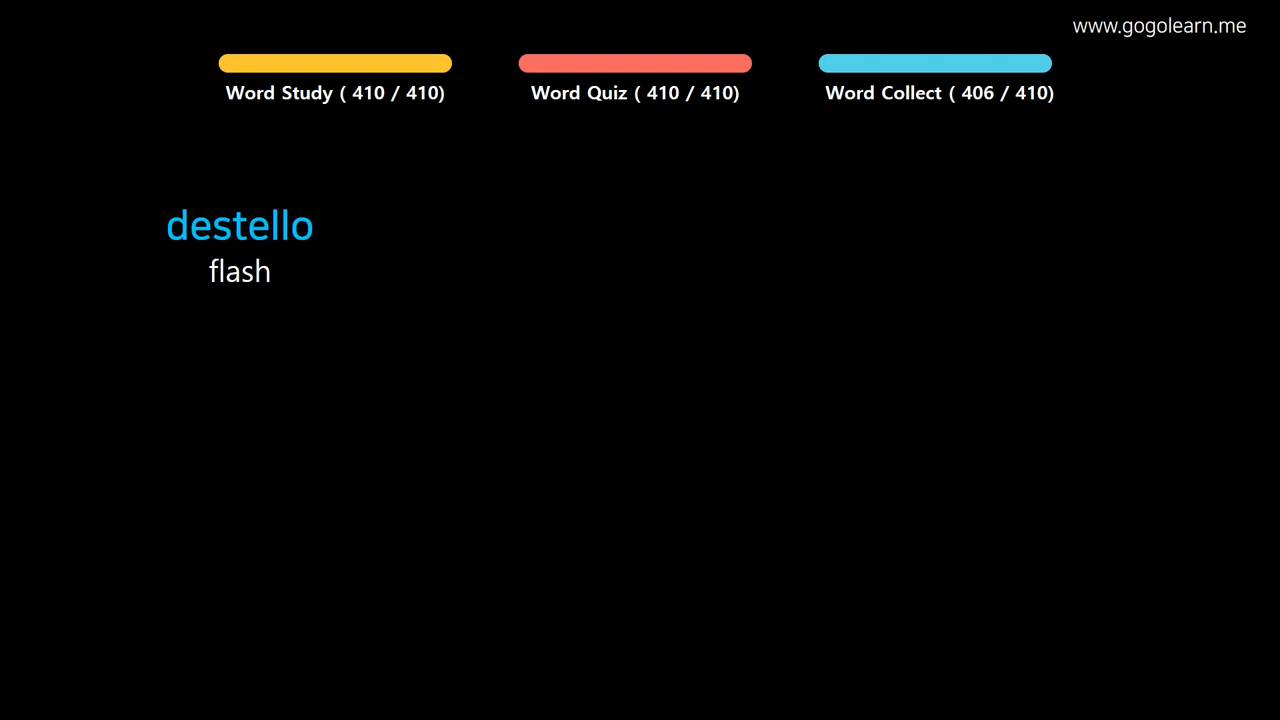 www.gogolearn.me
Word Study ( 410 / 410)
Word Quiz ( 410 / 410)
Word Collect ( 406 / 410)
destello
flash